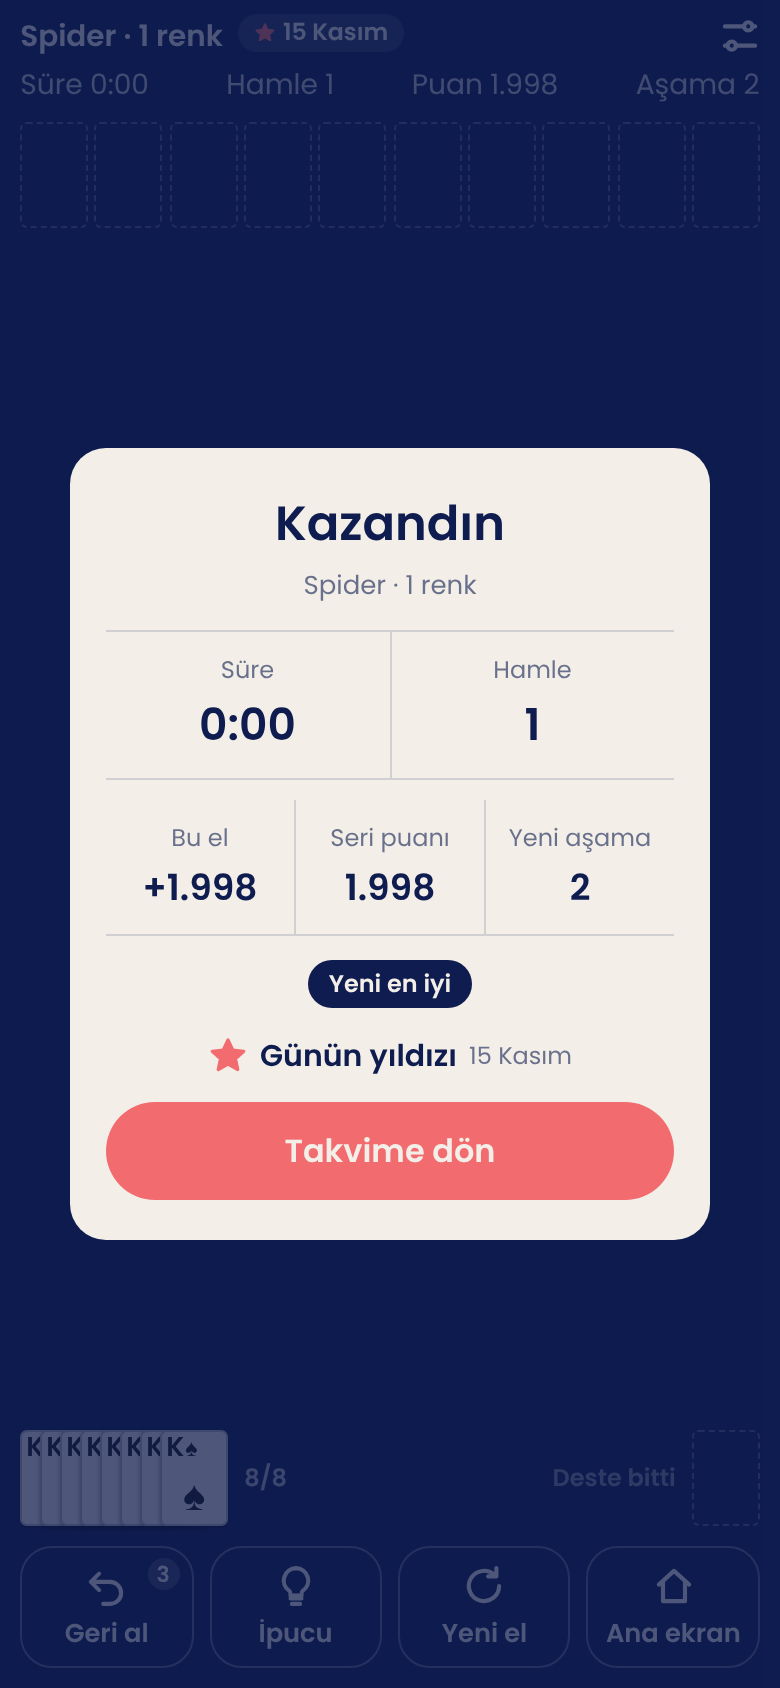 Spider · 1 renk ★ 15 Kasım
Süre 0:00 Hamle 1 Puan 1.998 Aşama 2
Kazandın
Spider · 1 renk
Süre Hamle
0:00 1
Bu el Seri puanı Yeni aşama
+1.998 1.998 2
Yeni en iyi
★ Günün yıldızı 15 Kasım
Takvime dön
K K K K K K K K♠
♠
8/8 Deste bitti
3
Geri al İpucu Yeni el Ana ekran